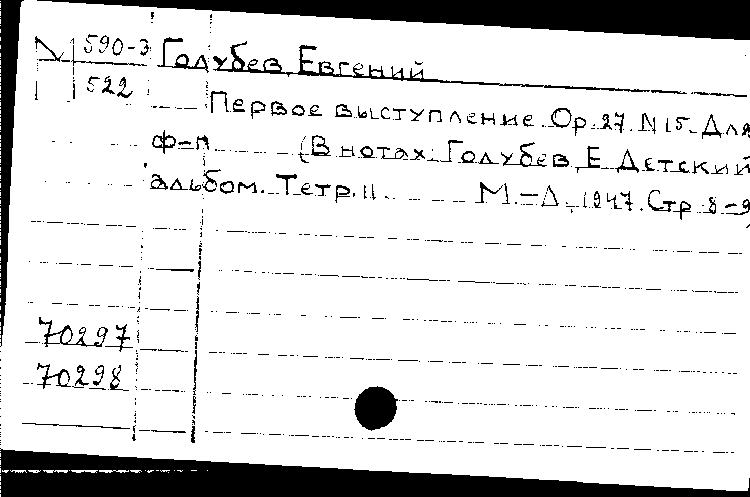 N 590-3 Голубев, Евгений
522
Первое выступление. Op. 27. N 15. Для
ф-п (В нотах: Голубев, Е. Детский
альбом. Тетр. II. М.-Л., 1947. Стр. 8-9)
70297
70298